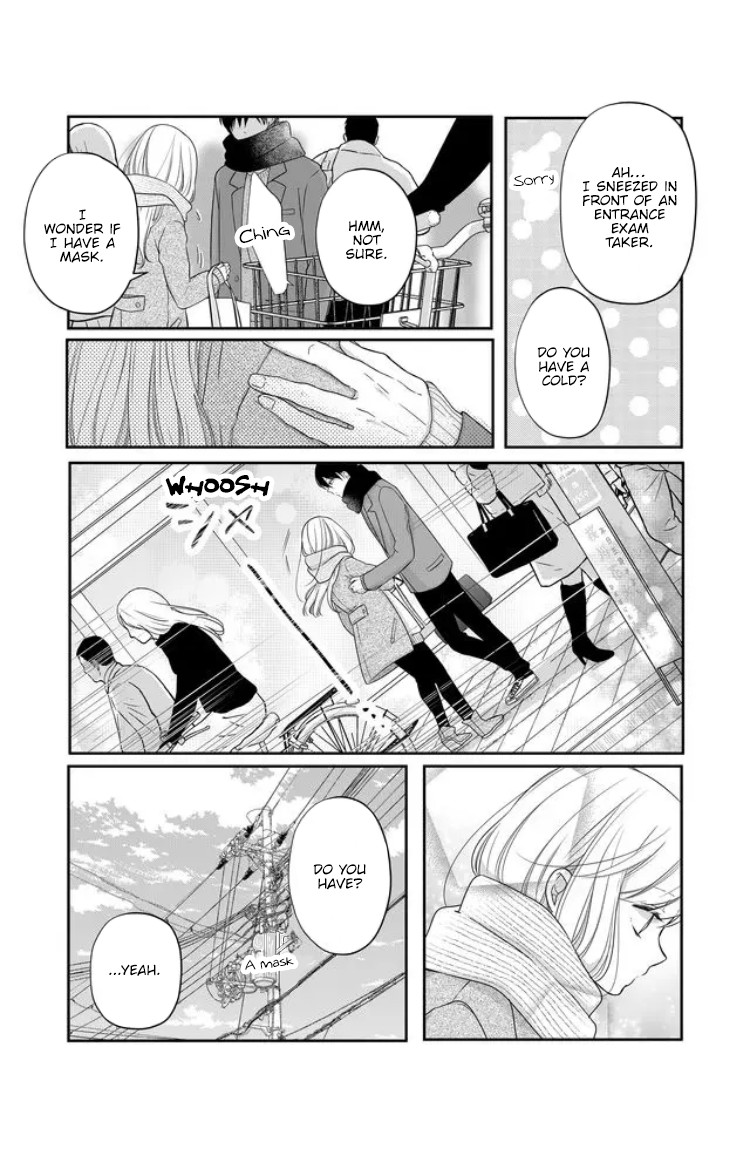 AH...
I SNEEZED IN
FRONT OF AN
ENTRANCE
EXAM
TAKER.
Sorry
DO YOU
HAVE A
COLD?
HMM,
NOT
SURE.
Ching
I
WONDER IF
I HAVE A
MASK.
WHOOSH
DO YOU
HAVE?
A mask
...YEAH.